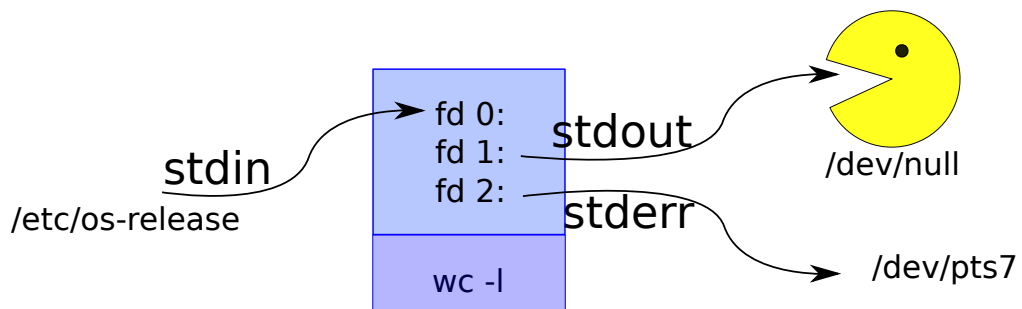 stdin
/etc/os-release
fd 0:
fd 1:
fd 2:
wc -l
stdout
stderr
/dev/null
/dev/pts7